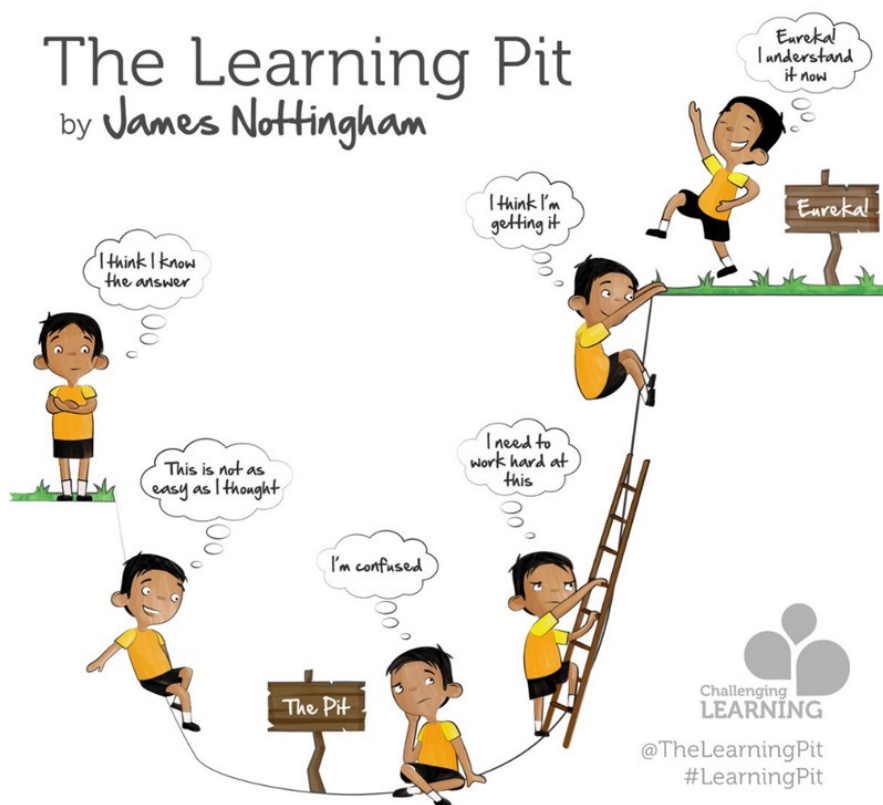 The Learning Pit
by James Nottingham
Eureka!
I understand
it now
Eureka!
I think I'm
getting it
I think I know
the answer
I need to
work hard at
this
This is not as
easy as I thought
I'm confused
The Pit
Challenging
LEARNING
@TheLearningPit
#LearningPit